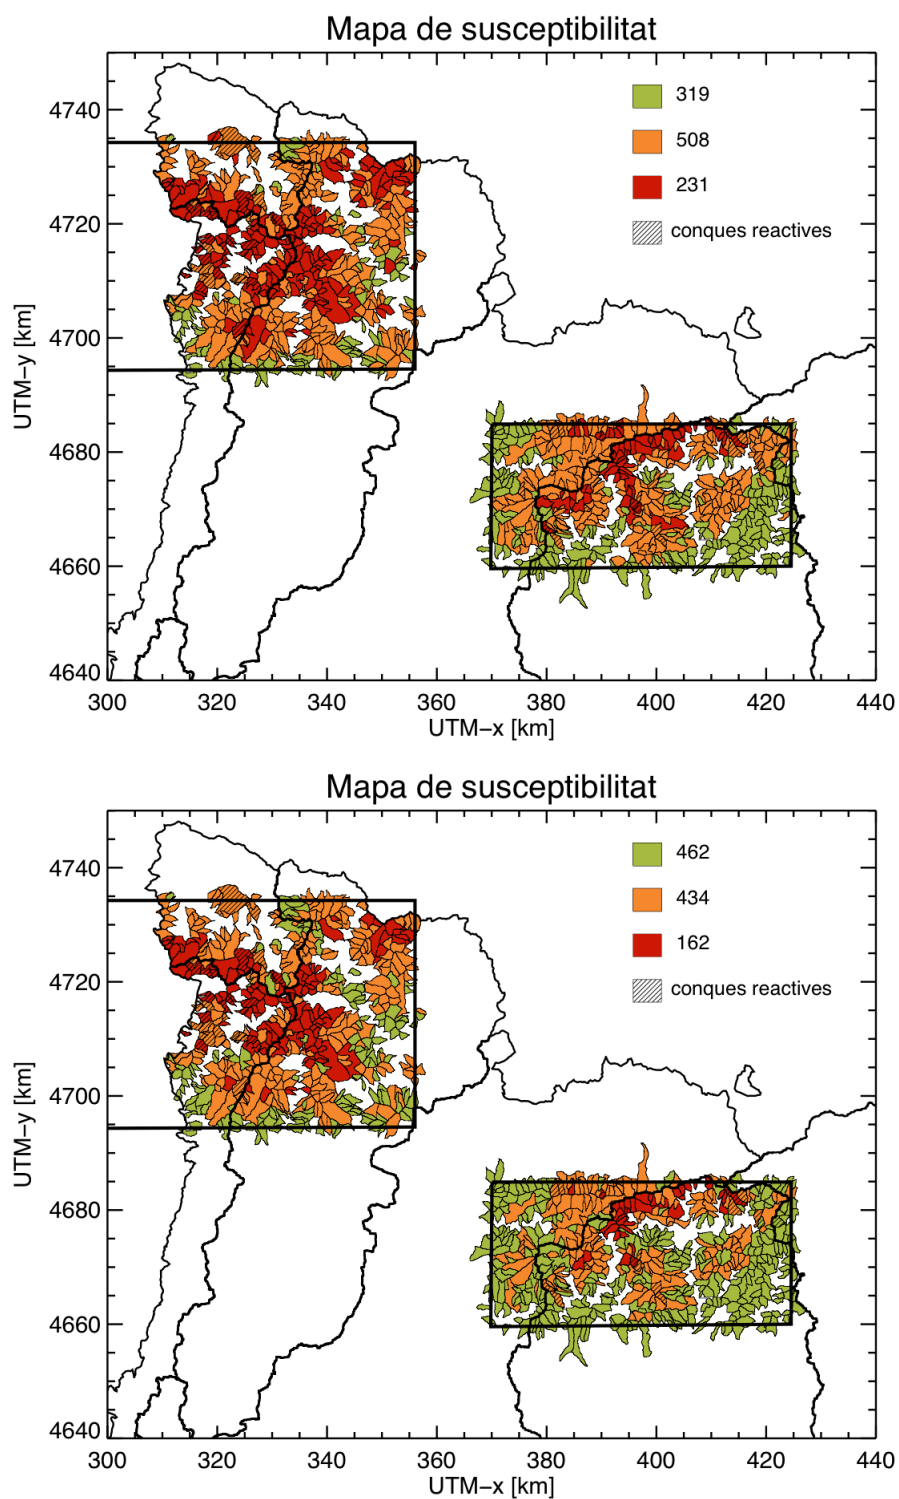 Mapa de susceptibilitat
319
508
231
conques reactives
4740
4720
4700
4680
4660
4640
UTM-y [km]
300 320 340 360 380 400 420 440
UTM-x [km]
Mapa de susceptibilitat
462
434
162
conques reactives
4740
4720
4700
4680
4660
4640
UTM-y [km]
300 320 340 360 380 400 420 440
UTM-x [km]